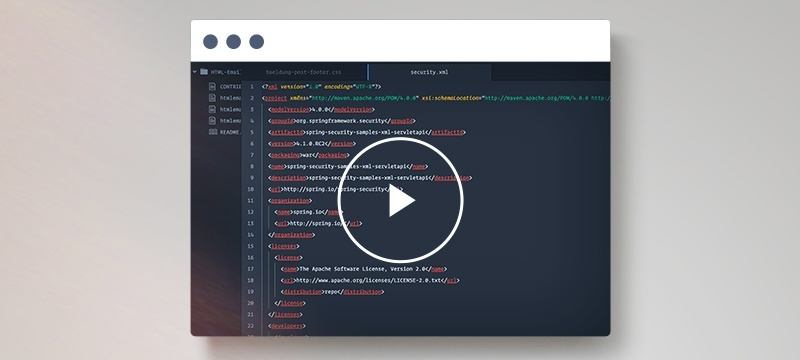 HTML-Emai
baeldung-post-footer.css
security.xml
CONTRI
htmlema
htmlema
htmlema
README.
1 <?xml version="1.0" encoding="UTF-8"?>
2 <project xmlns="http://maven.apache.org/POM/4.0.0" xsi:schemaLocation="http://maven.apache.org/POM/4.0.0 http:/
3 <modelVersion>4.0.0</modelVersion>
4 <groupId>org.springframework.security</groupId>
5 <artifactId>spring-security-samples-xml-servletapi</artifactId>
6 <version>4.1.0.RC2</version>
7 <packaging>war</packaging>
8 <name>spring-security-samples-xml-servletapi</name>
9 <description>spring-security-samples-xml-servletapi</description>
10 <url>http://spring.io/spring-security</url>
11 <organization>
12 <name>spring.io</name>
13 <url>http://spring.io/</url>
14 </organization>
15 <licenses>
16 <license>
17 <name>The Apache Software License, Version 2.0</name>
18 <url>http://www.apache.org/licenses/LICENSE-2.0.txt</url>
19 <distribution>repo</distribution>
20 </license>
21 </licenses>
22 <developers>